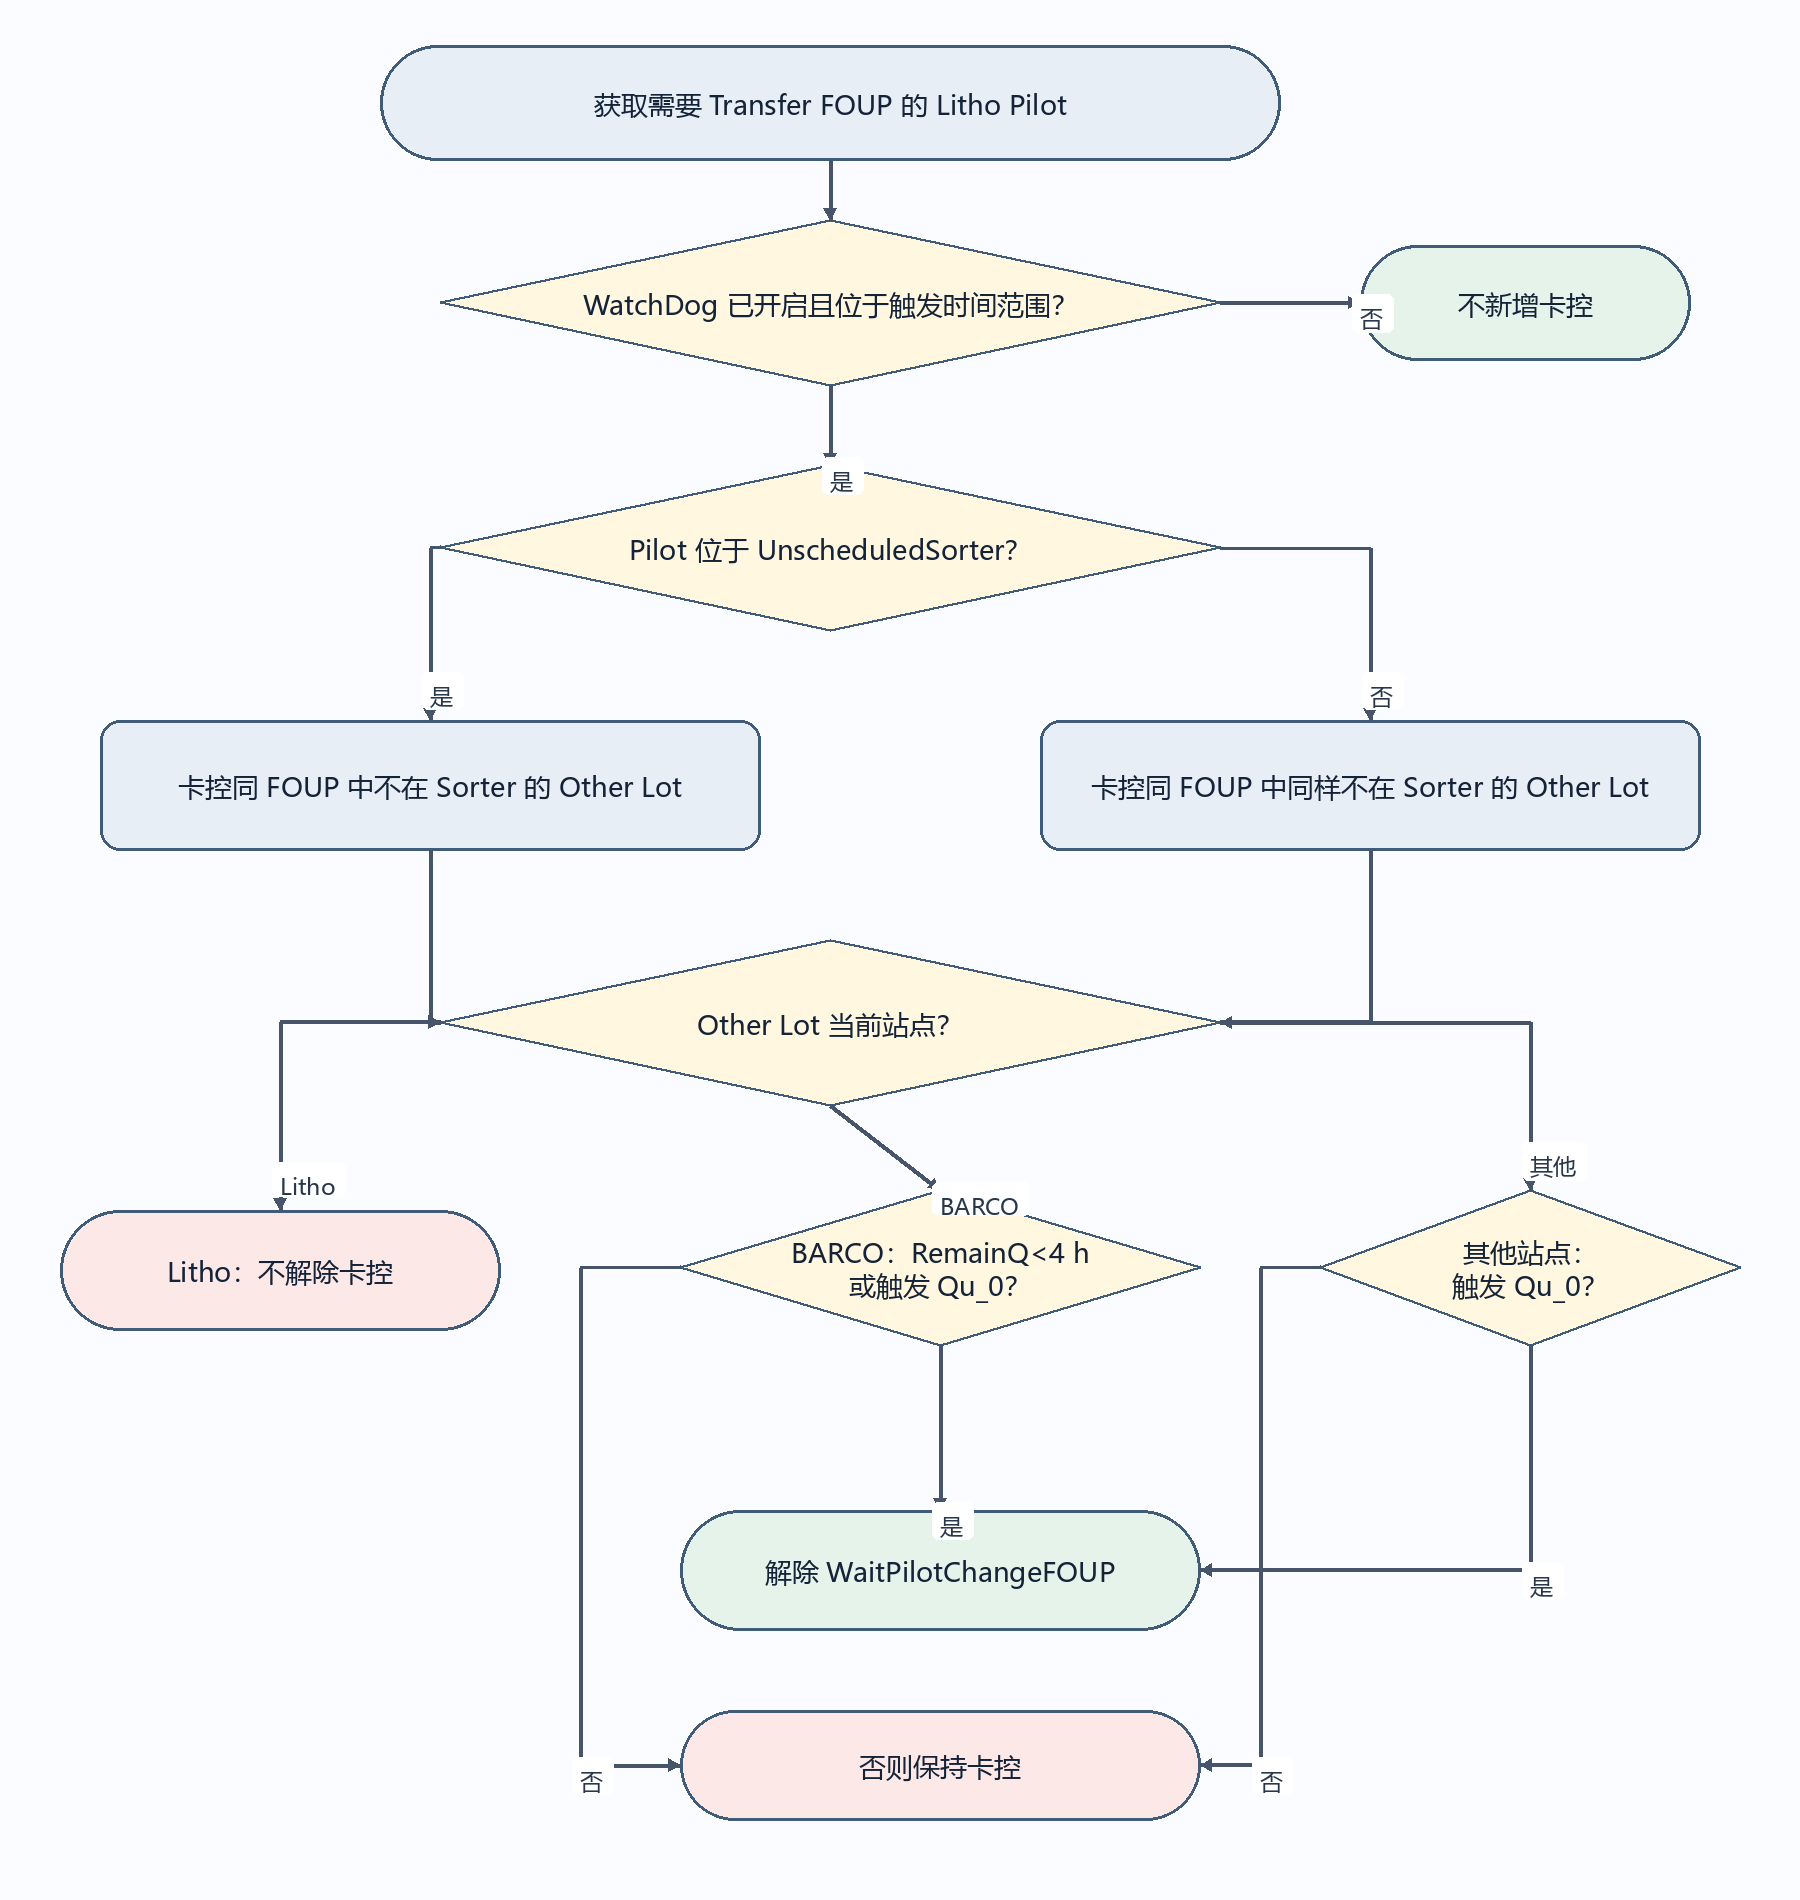 获取需要 Transfer FOUP 的 Litho Pilot
WatchDog 已开启且位于触发时间范围？
否
不新增卡控
是
Pilot 位于 UnscheduledSorter？
是
否
卡控同 FOUP 中不在 Sorter 的 Other Lot
卡控同 FOUP 中同样不在 Sorter 的 Other Lot
Other Lot 当前站点？
Litho
BARCO
其他
Litho：不解除卡控
BARCO：RemainQ<4 h
或触发 Qu_0？
其他站点：
触发 Qu_0？
是
解除 WaitPilotChangeFOUP
是
否
否则保持卡控
否